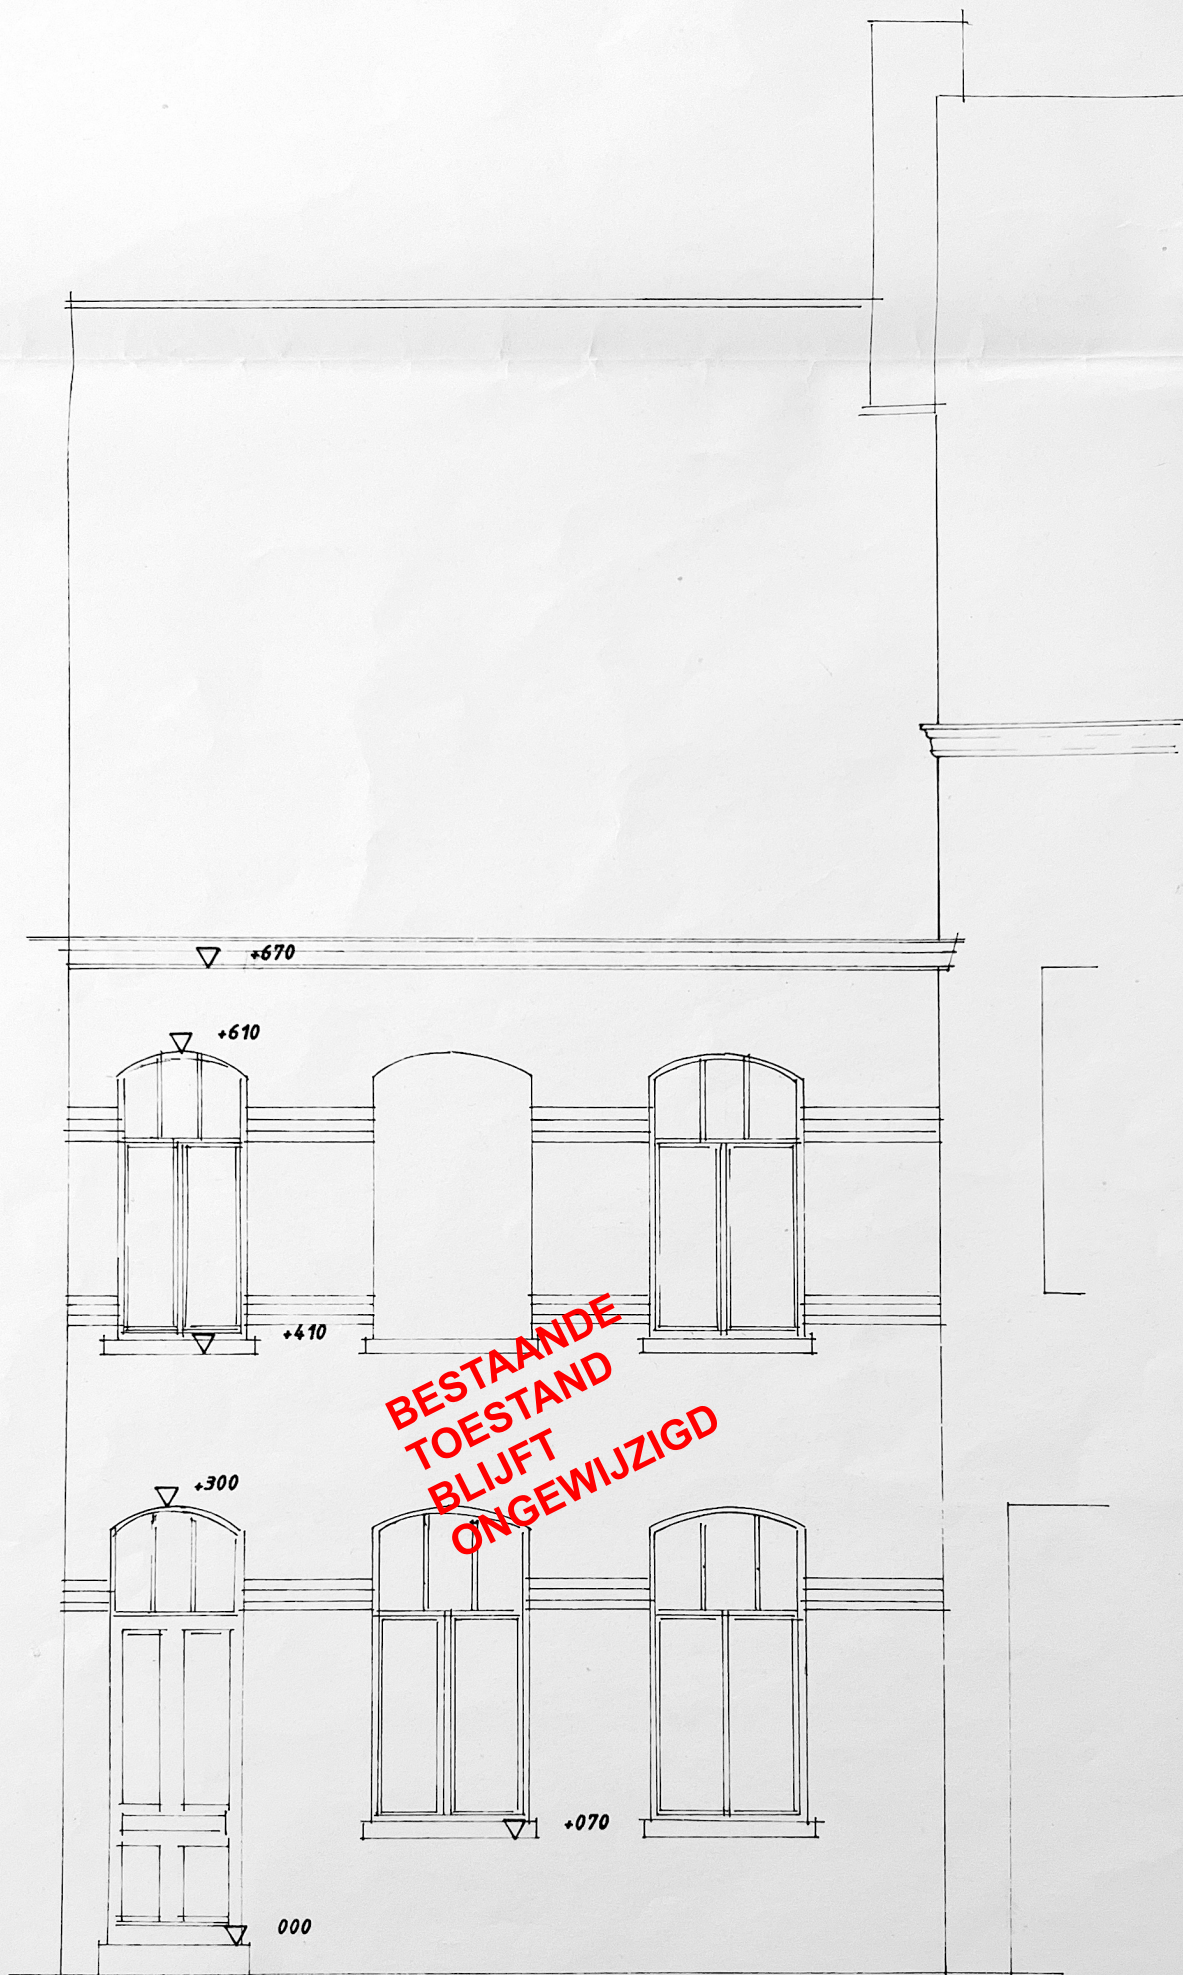 +670
+610
+410
BESTAANDE
TOESTAND
BLIJFT
ONGEWIJZIGD
+300
+070
000